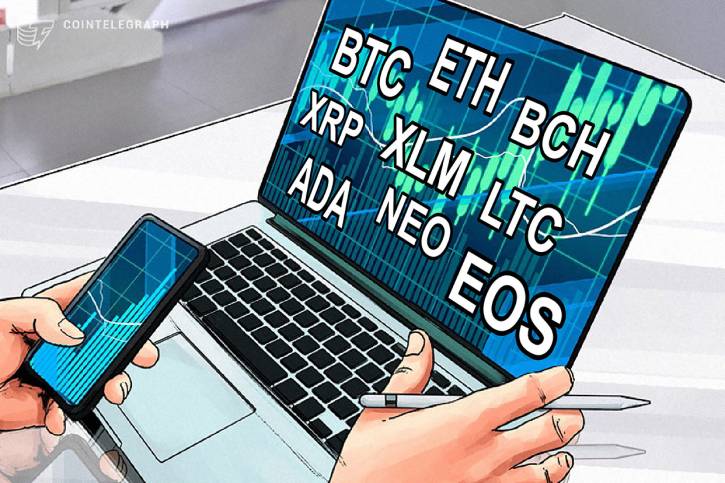 COINTELEGRAPH
BTC ETH BCH
XRP XLM LTC
ADA NEO EOS